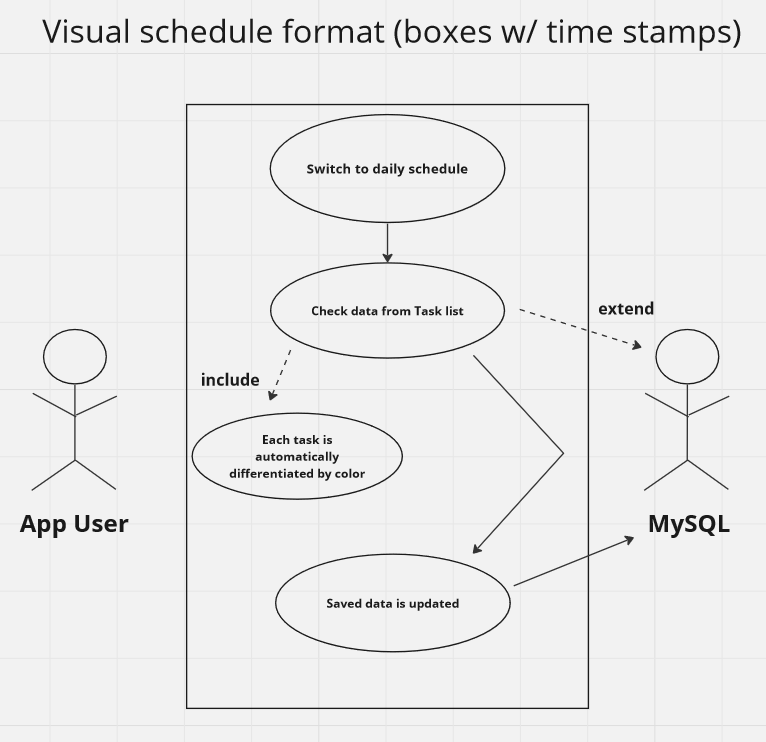 Visual schedule format (boxes w/ time stamps)
Switch to daily schedule
Check data from Task list
extend
include
Each task is
automatically
differentiated by color
App User
MySQL
Saved data is updated